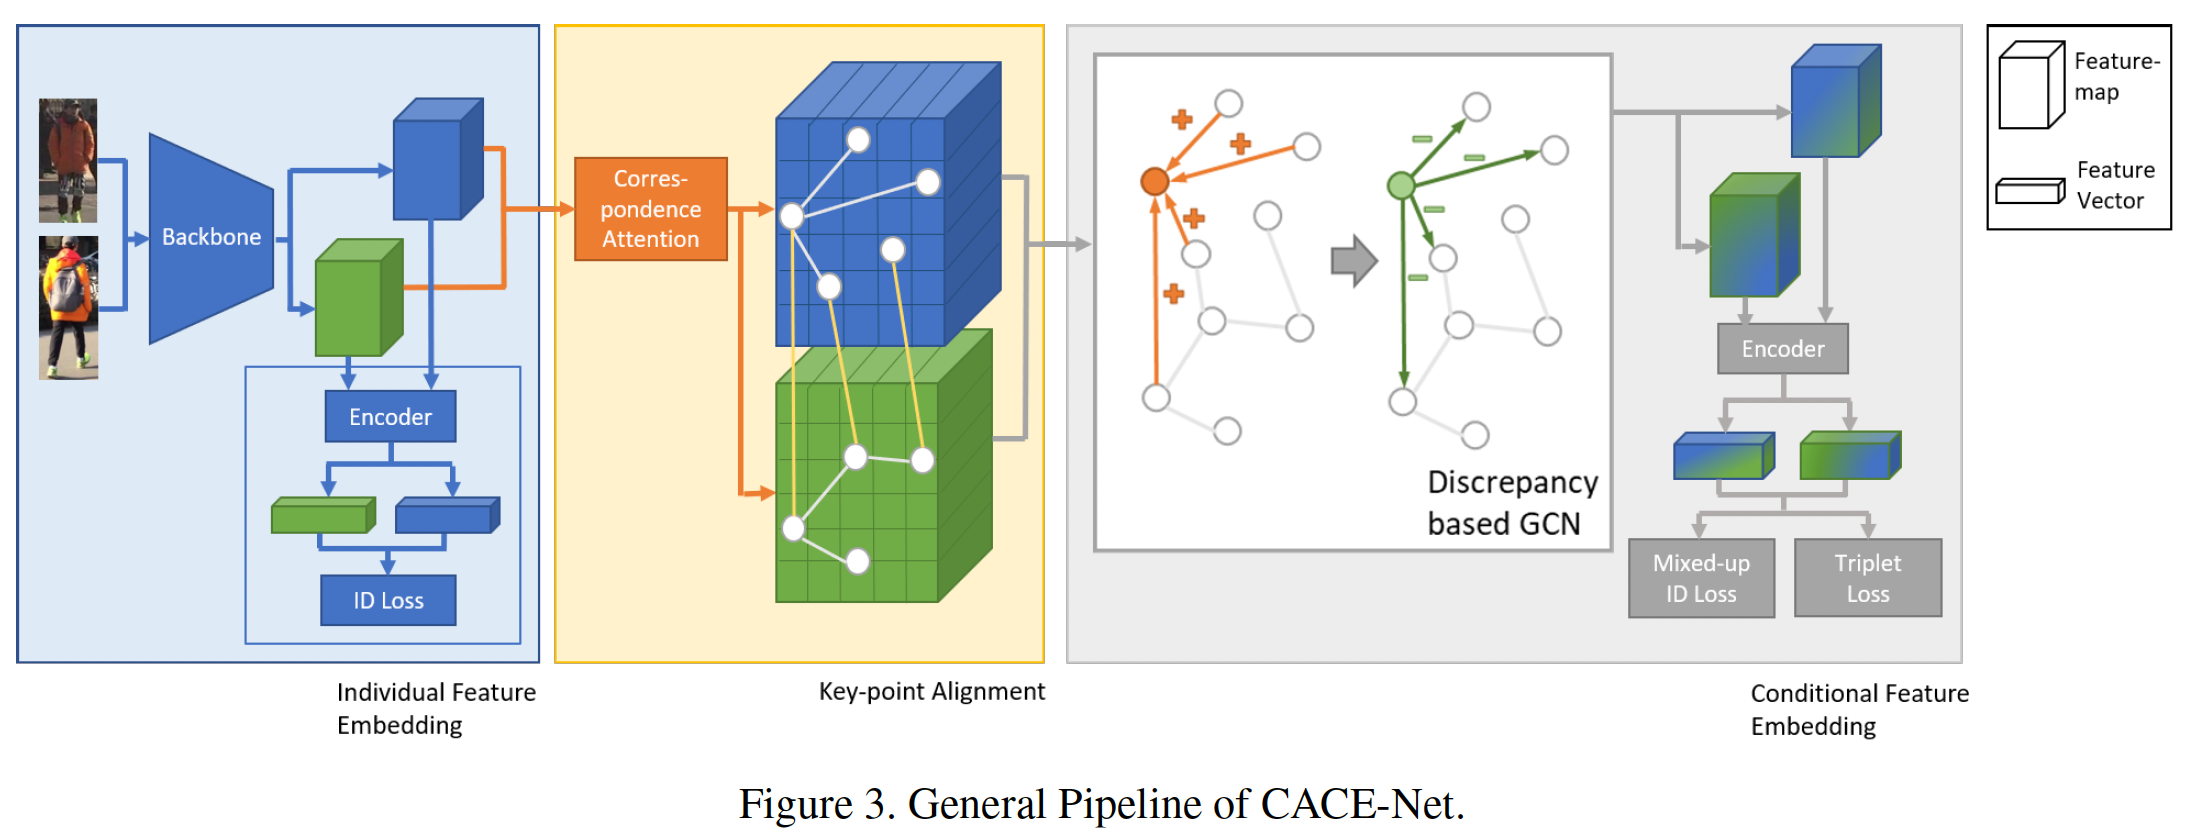 Backbone
Encoder
ID Loss
Individual Feature
Embedding
Corres-
pondence
Attention
Key-point Alignment
Discrepancy
based GCN
Encoder
Mixed-up
ID Loss
Triplet
Loss
Conditional Feature
Embedding
Feature-
map
Feature
Vector
Figure 3. General Pipeline of CACE-Net.